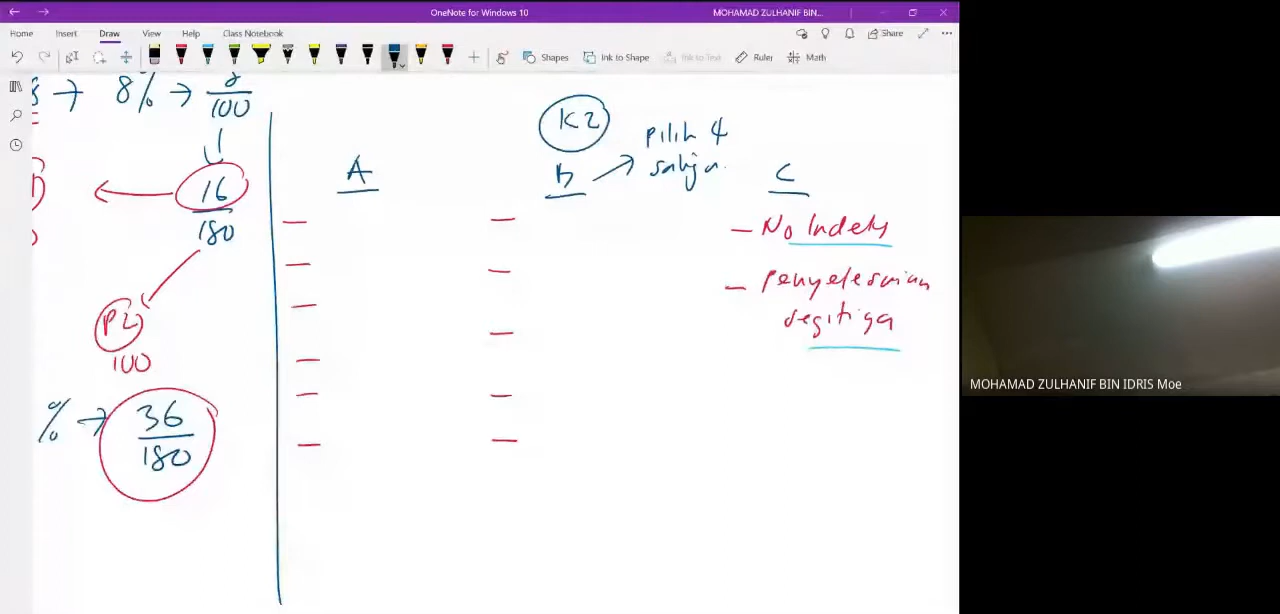 OneNote for Windows 10
MOHAMAD ZULHANIF BIN...
Home Insert Draw View Help Class Notebook
Share
Shapes Ink to Shape Ink to Text Ruler Math
→ 8% → 8/100
16/180
P2
100
% → 36/180
K2
A
B → pilih 4
sahja.
C
- No Indeks
- Penyelesaian
segitiga
MOHAMAD ZULHANIF BIN IDRIS Moe